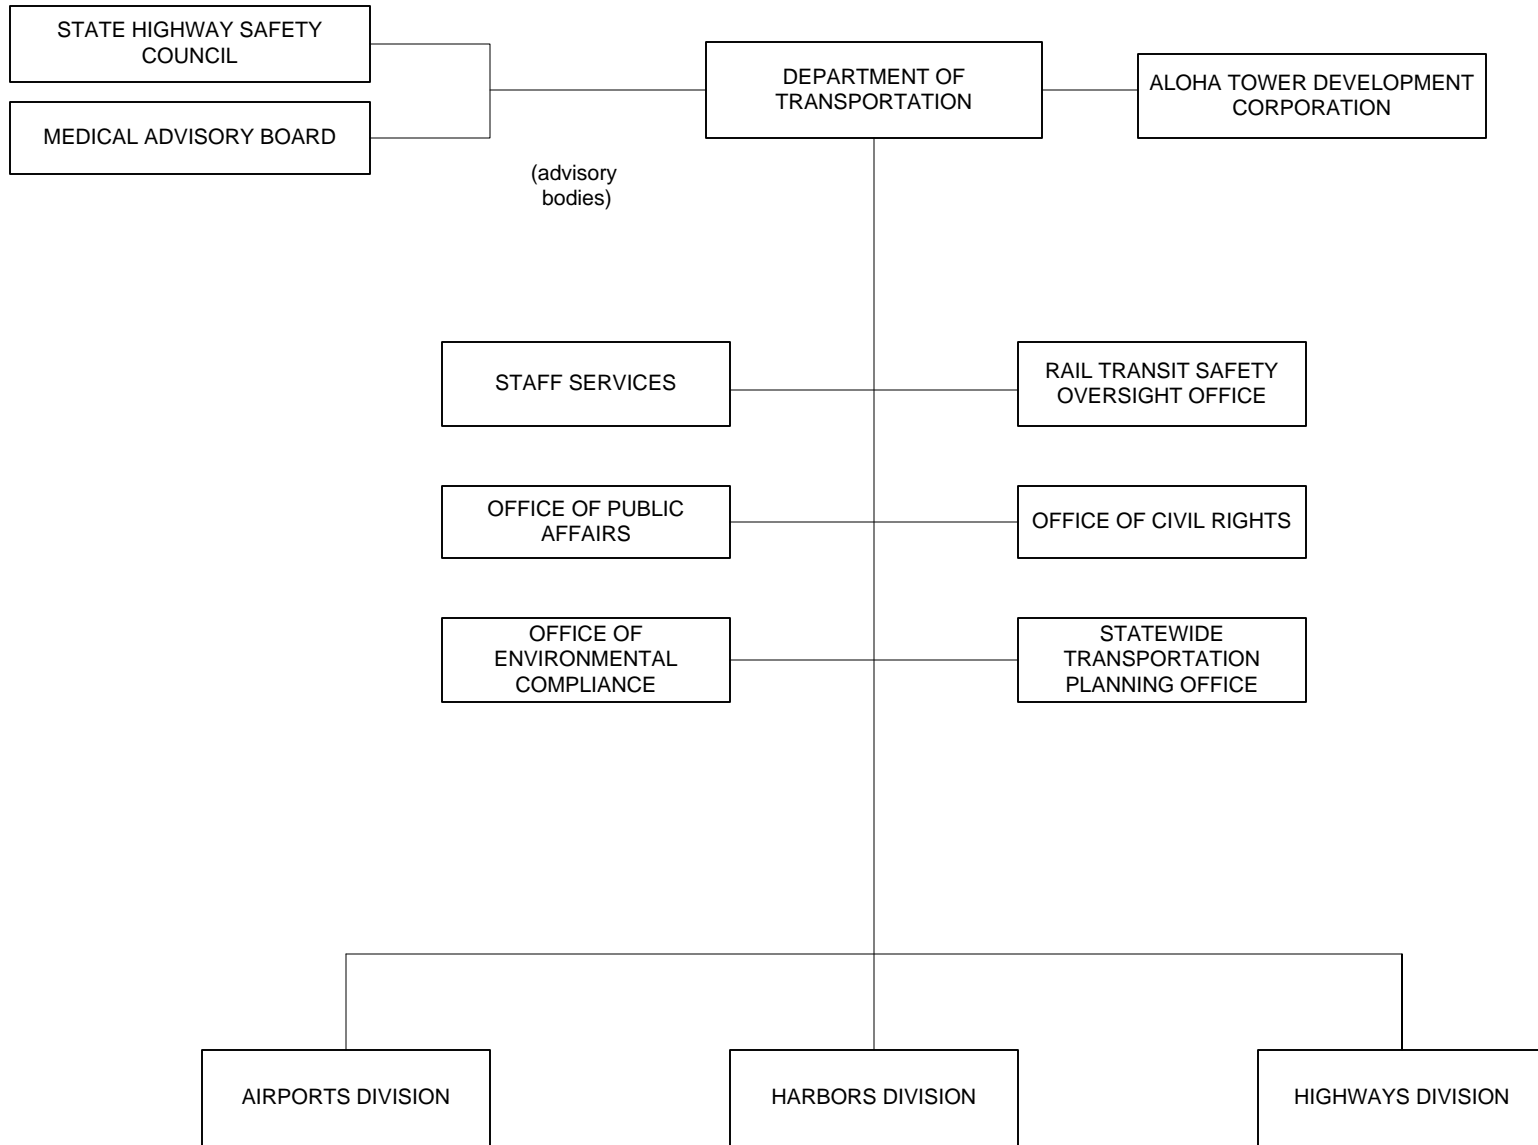 STATE HIGHWAY SAFETY
COUNCIL
MEDICAL ADVISORY BOARD
(advisory
bodies)
DEPARTMENT OF
TRANSPORTATION
ALOHA TOWER DEVELOPMENT
CORPORATION
STAFF SERVICES
RAIL TRANSIT SAFETY
OVERSIGHT OFFICE
OFFICE OF PUBLIC
AFFAIRS
OFFICE OF CIVIL RIGHTS
OFFICE OF
ENVIRONMENTAL
COMPLIANCE
STATEWIDE
TRANSPORTATION
PLANNING OFFICE
AIRPORTS DIVISION
HARBORS DIVISION
HIGHWAYS DIVISION